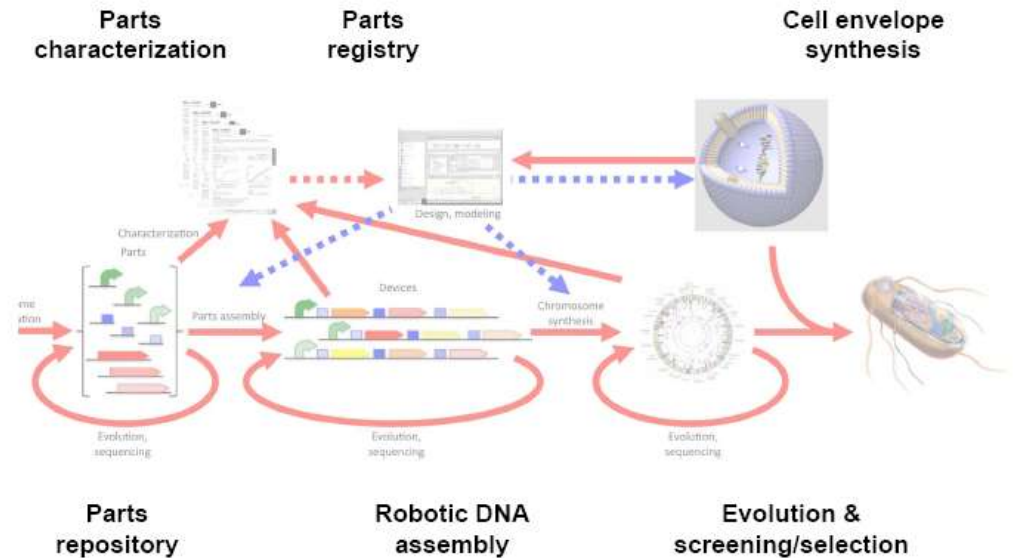 Parts
characterization
Parts
registry
Cell envelope
synthesis
Design, modeling
Characterization
Parts
Devices
Parts assembly
Chromosome
synthesis
Evolution,
sequencing
Evolution,
sequencing
Evolution,
sequencing
Parts
repository
Robotic DNA
assembly
Evolution &
screening/selection